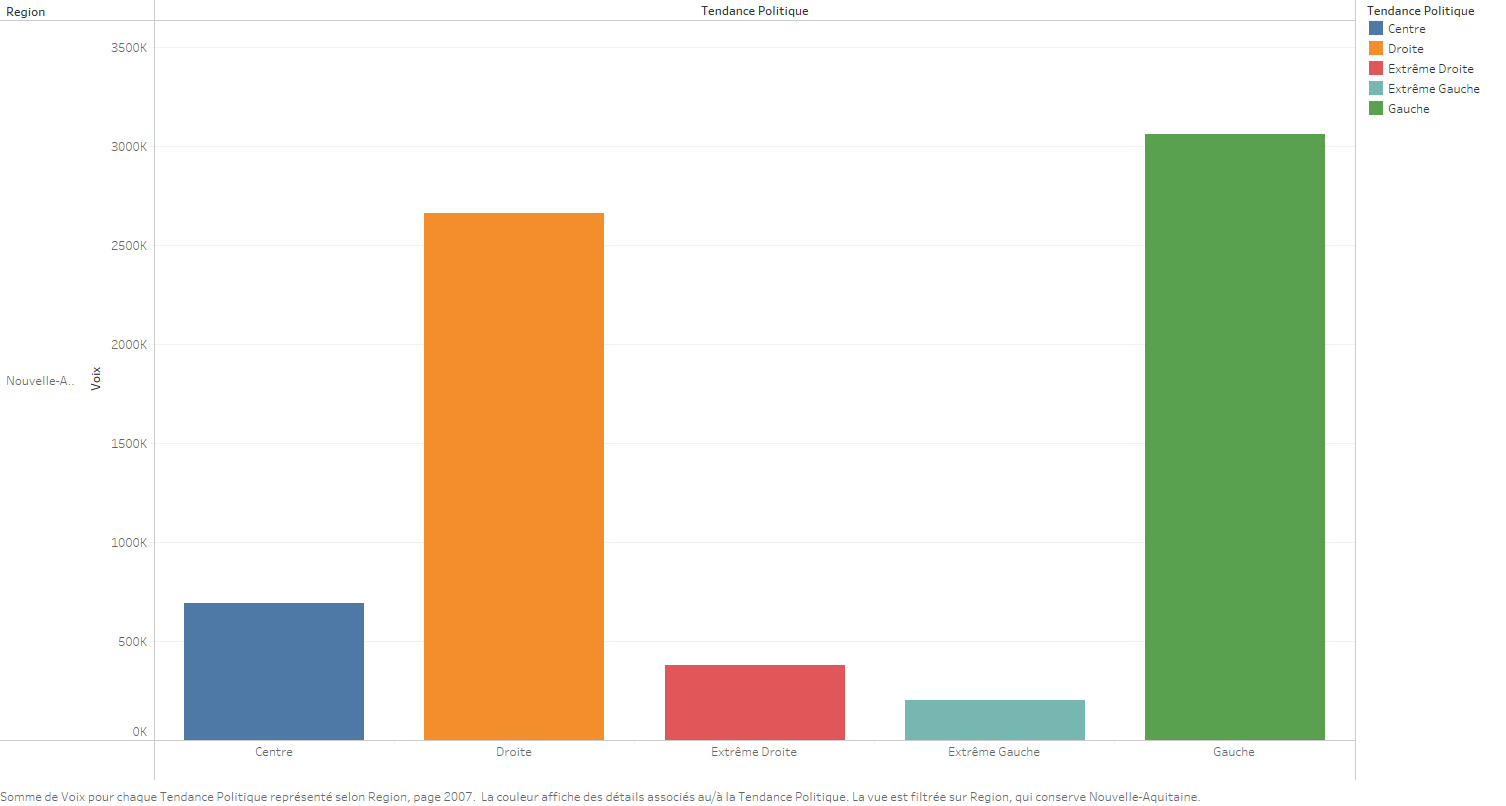 Region
Tendance Politique
Tendance Politique
Centre
Droite
Extrême Droite
Extrême Gauche
Gauche
3500K
3000K
2500K
2000K
1500K
1000K
500K
0K
Voix
Nouvelle-A..
Centre
Droite
Extrême Droite
Extrême Gauche
Gauche
Somme de Voix pour chaque Tendance Politique représenté selon Region, page 2007.  La couleur affiche des détails associés au/à la Tendance Politique. La vue est filtrée sur Region, qui conserve Nouvelle-Aquitaine.